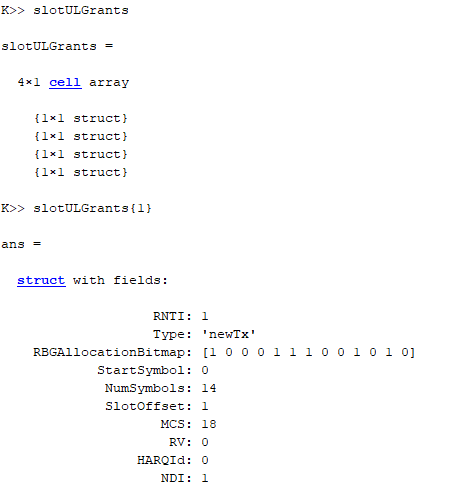 K>> slotULGrants
slotULGrants =
4×1 cell array
{1×1 struct}
{1×1 struct}
{1×1 struct}
{1×1 struct}
K>> slotULGrants{1}
ans =
struct with fields:
RNTI: 1
Type: 'newTx'
RBGAllocationBitmap: [1 0 0 0 1 1 1 0 0 1 0 1 0]
StartSymbol: 0
NumSymbols: 14
SlotOffset: 1
MCS: 18
RV: 0
HARQId: 0
NDI: 1